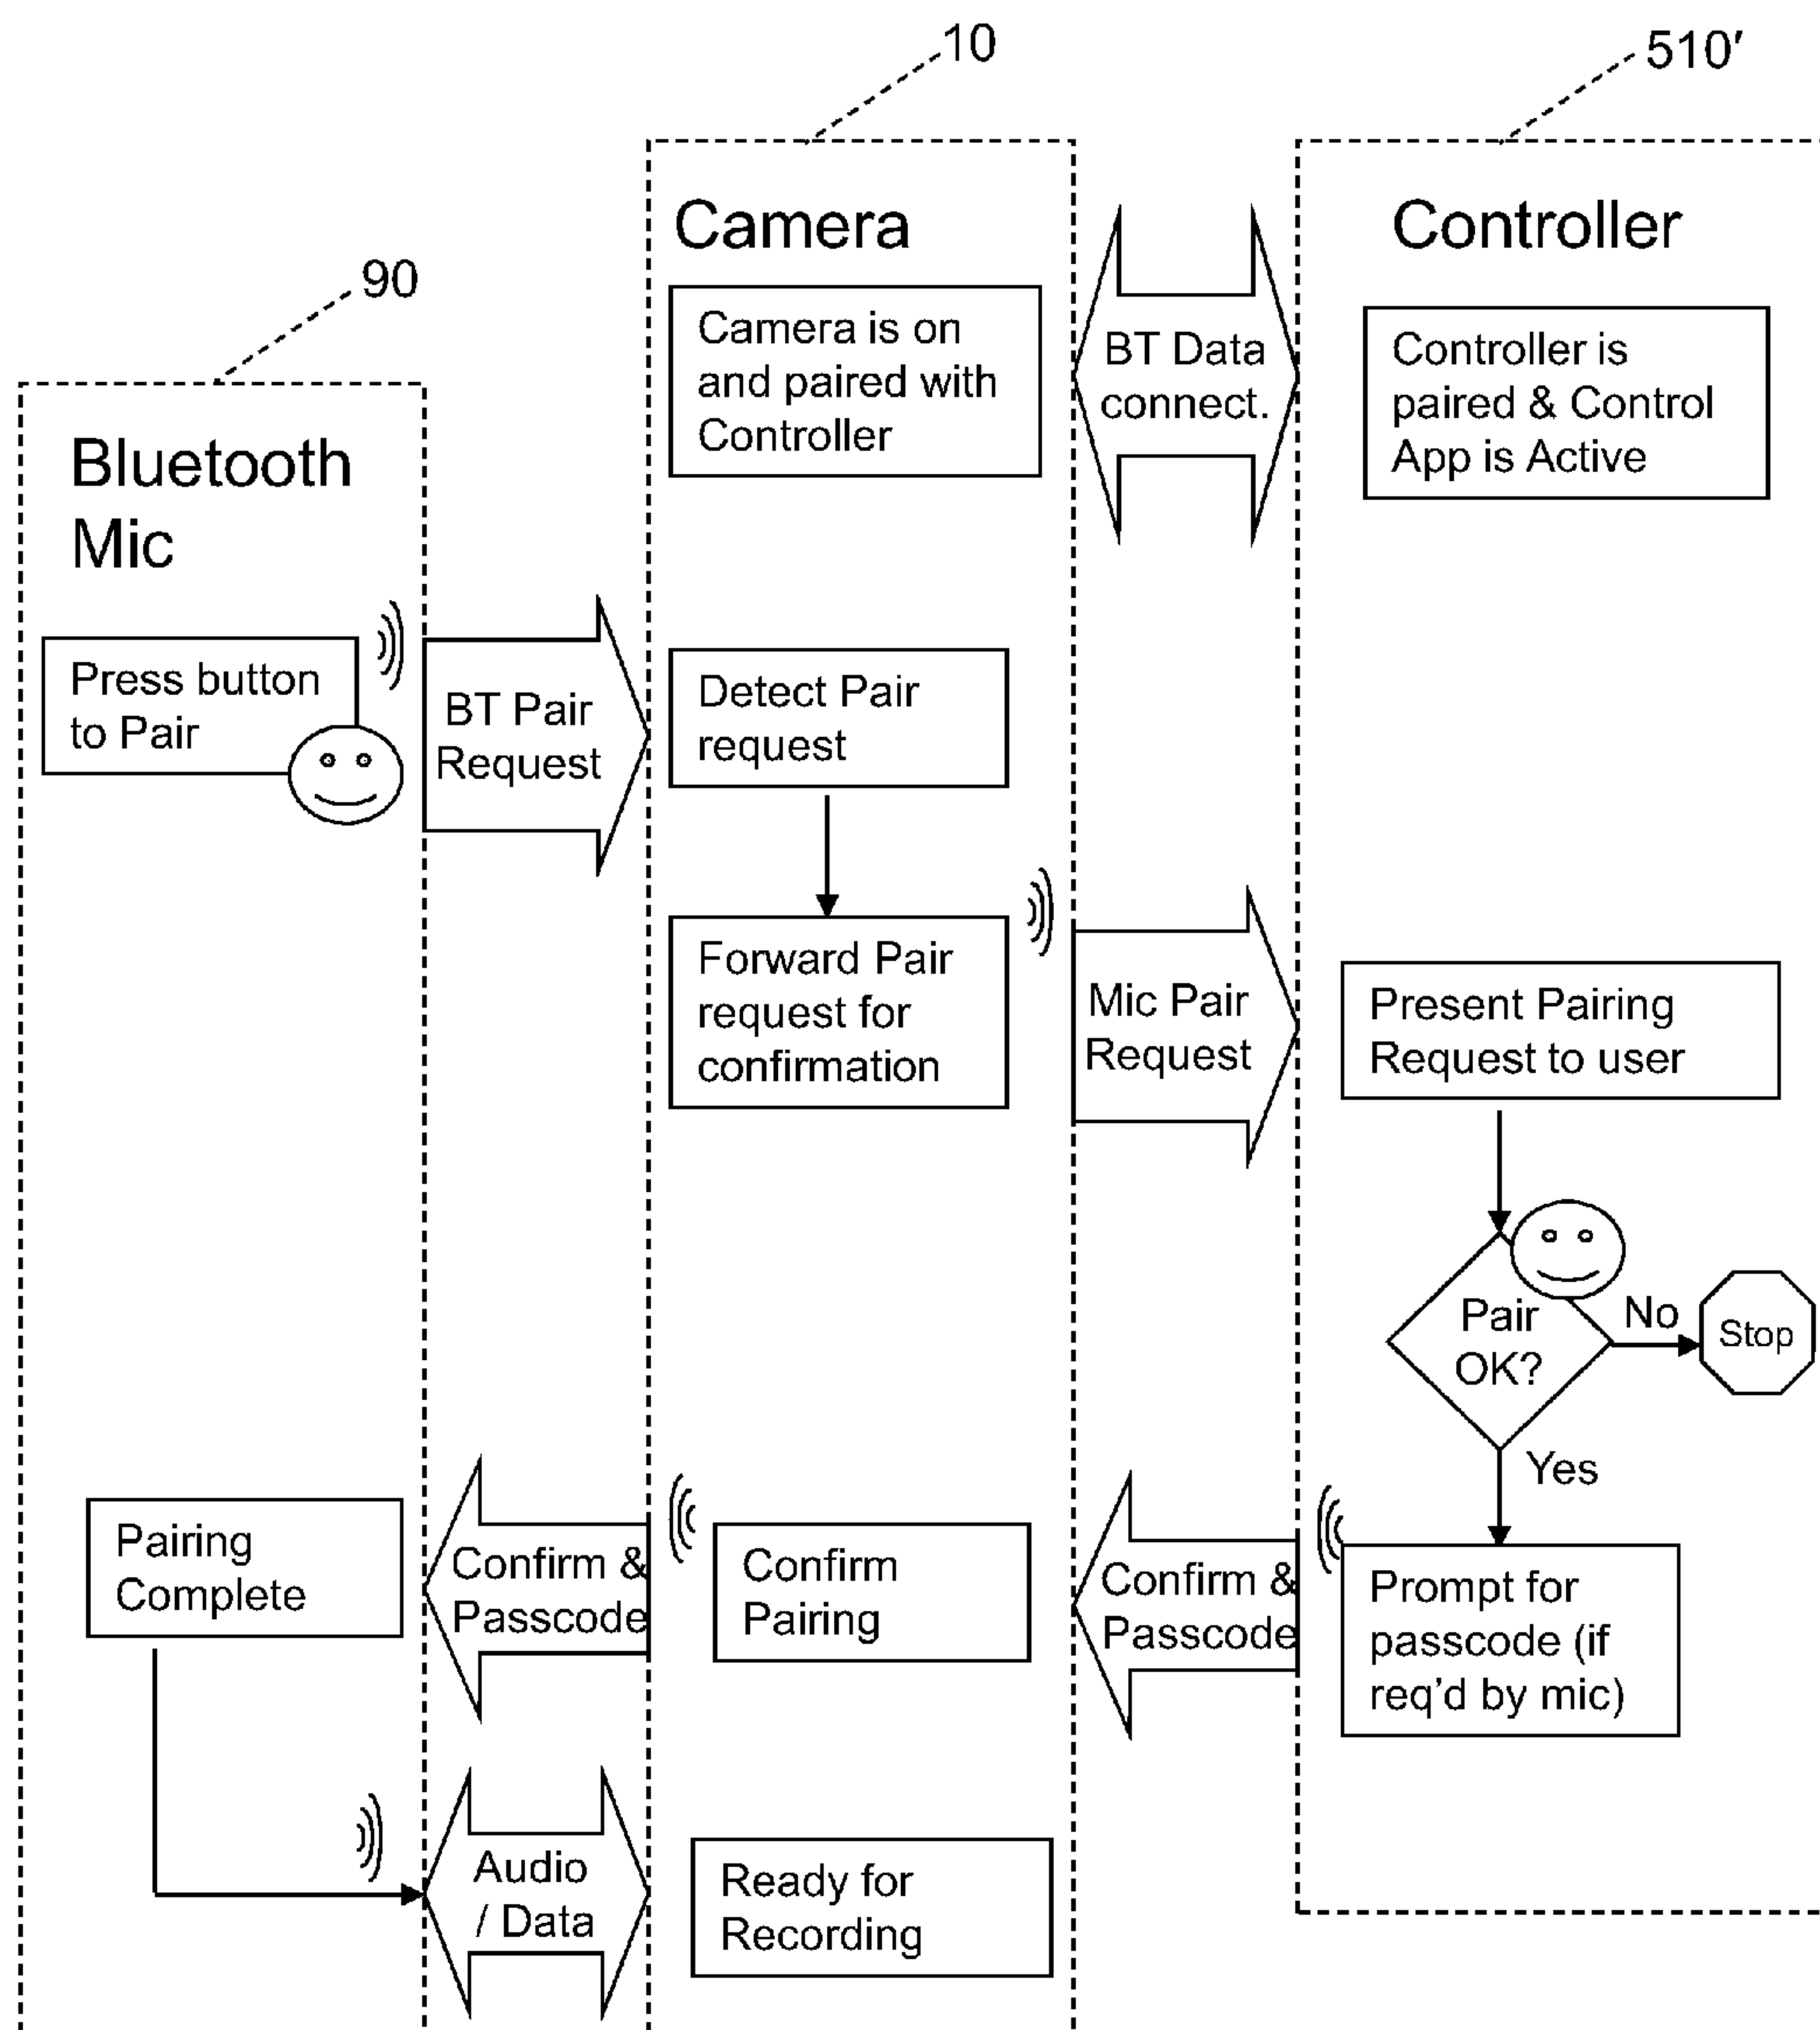 10
510′
90
Camera
Controller
Bluetooth
Mic
Camera is on
and paired with
Controller
BT Data
connect.
Controller is
paired & Control
App is Active
Press button
to Pair
BT Pair
Request
Detect Pair
request
Forward Pair
request for
confirmation
Mic Pair
Request
Present Pairing
Request to user
Pair
OK?
No
Stop
Yes
Prompt for
passcode (if
req’d by mic)
Confirm &
Passcode
Confirm
Pairing
Confirm &
Passcode
Pairing
Complete
Audio
/ Data
Ready for
Recording